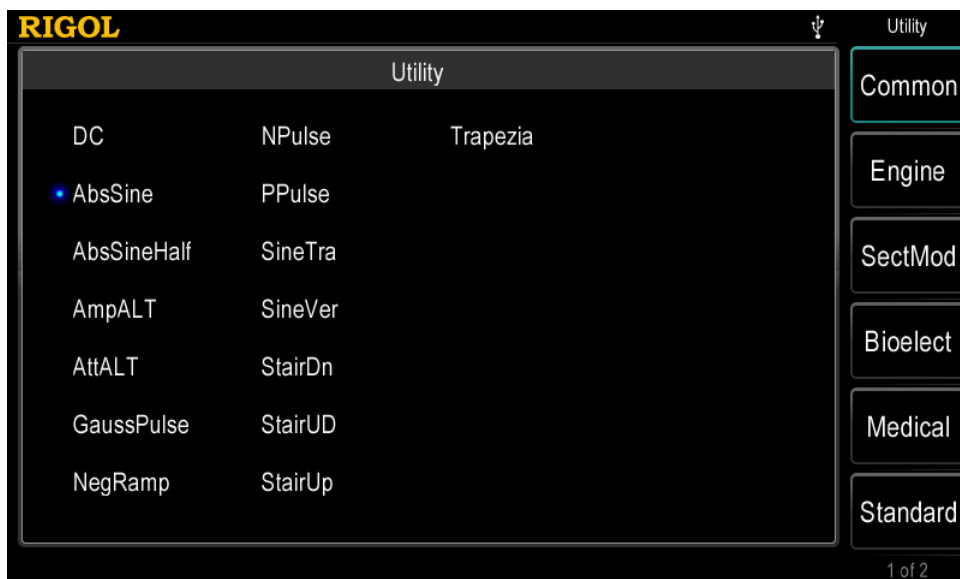 RIGOL
Utility
Utility
DC NPulse Trapezia
AbsSine PPulse
AbsSineHalf SineTra
AmpALT SineVer
AttALT StairDn
GaussPulse StairUD
NegRamp StairUp
Common
Engine
SectMod
Bioelect
Medical
Standard
1 of 2